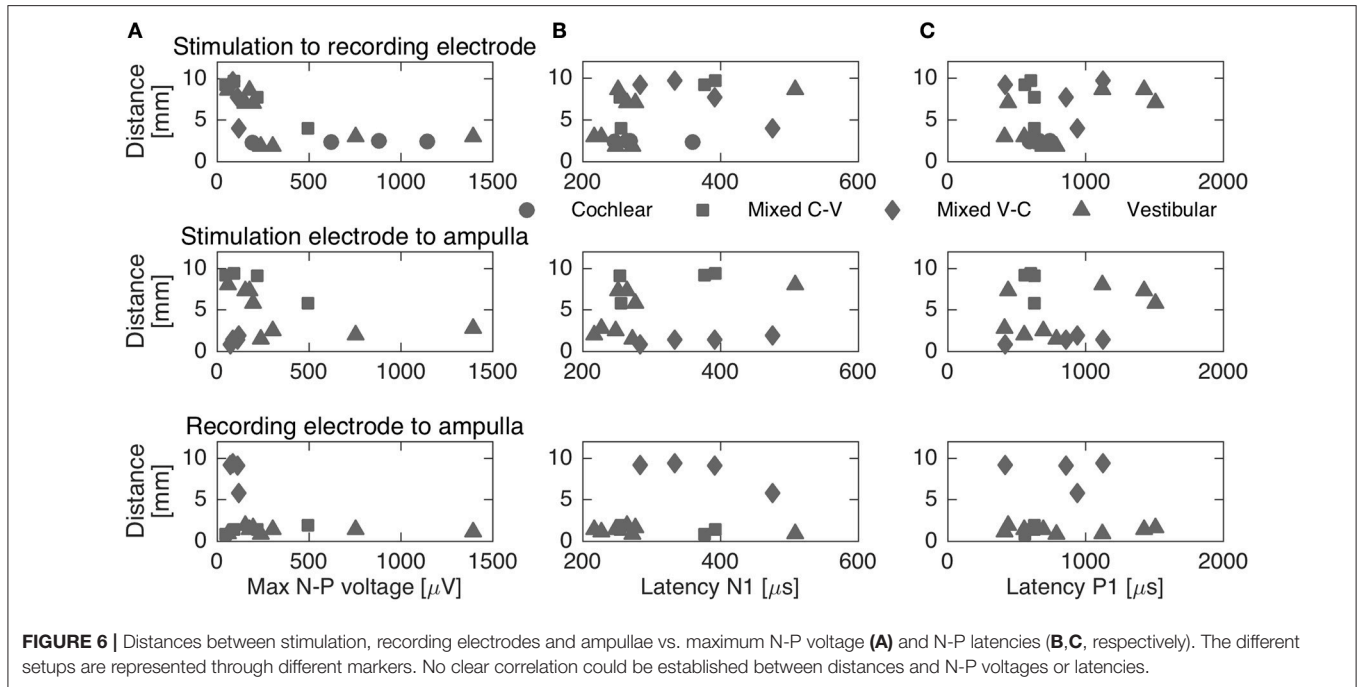 A B C
Stimulation to recording electrode
10
5
0
Distance
[mm]
0 500 1000 1500
200 400 600
0 1000 2000
Cochlear Mixed C-V Mixed V-C Vestibular
Stimulation electrode to ampulla
10
5
0
Distance
[mm]
0 500 1000 1500
200 400 600
0 1000 2000
Recording electrode to ampulla
10
5
0
Distance
[mm]
0 500 1000 1500
200 400 600
0 1000 2000
Max N-P voltage [μV] Latency N1 [μs] Latency P1 [μs]
FIGURE 6 | Distances between stimulation, recording electrodes and ampullae vs. maximum N-P voltage (A) and N-P latencies (B,C, respectively). The different
setups are represented through different markers. No clear correlation could be established between distances and N-P voltages or latencies.